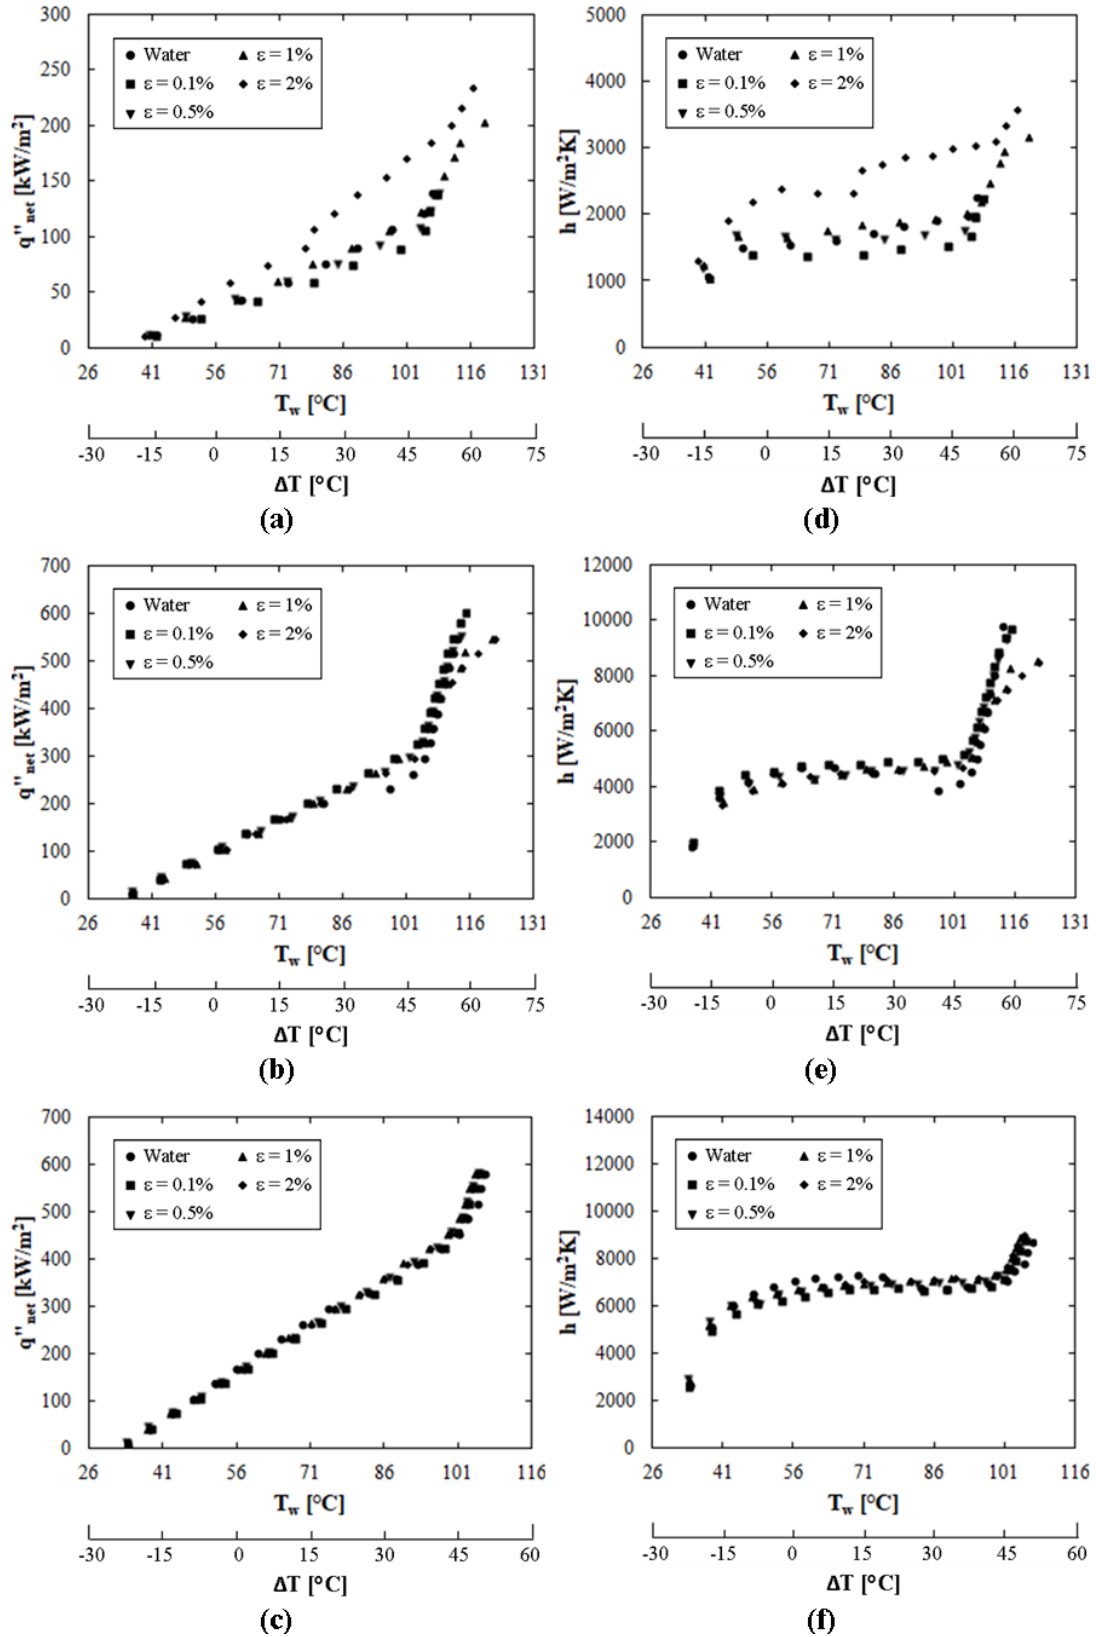 300
250
200
150
100
50
0
q"net [kW/m²]
Water
ε = 1%
ε = 0.1%
ε = 2%
ε = 0.5%
26 41 56 71 86 101 116 131
Tw [°C]
-30 -15 0 15 30 45 60 75
ΔT [°C]
(a)
5000
4000
3000
2000
1000
0
h [W/m²K]
Water
ε = 1%
ε = 0.1%
ε = 2%
ε = 0.5%
26 41 56 71 86 101 116 131
Tw [°C]
-30 -15 0 15 30 45 60 75
ΔT [°C]
(d)
700
600
500
400
300
200
100
0
q"net [kW/m²]
Water
ε = 1%
ε = 0.1%
ε = 2%
ε = 0.5%
26 41 56 71 86 101 116 131
Tw [°C]
-30 -15 0 15 30 45 60 75
ΔT [°C]
(b)
12000
10000
8000
6000
4000
2000
0
h [W/m²K]
Water
ε = 1%
ε = 0.1%
ε = 2%
ε = 0.5%
26 41 56 71 86 101 116 131
Tw [°C]
-30 -15 0 15 30 45 60 75
ΔT [°C]
(e)
700
600
500
400
300
200
100
0
q"net [kW/m²]
Water
ε = 1%
ε = 0.1%
ε = 2%
ε = 0.5%
26 41 56 71 86 101 116
Tw [°C]
-30 -15 0 15 30 45 60
ΔT [°C]
(c)
14000
12000
10000
8000
6000
4000
2000
0
h [W/m²K]
Water
ε = 1%
ε = 0.1%
ε = 2%
ε = 0.5%
26 41 56 71 86 101 116
Tw [°C]
-30 -15 0 15 30 45 60
ΔT [°C]
(f)